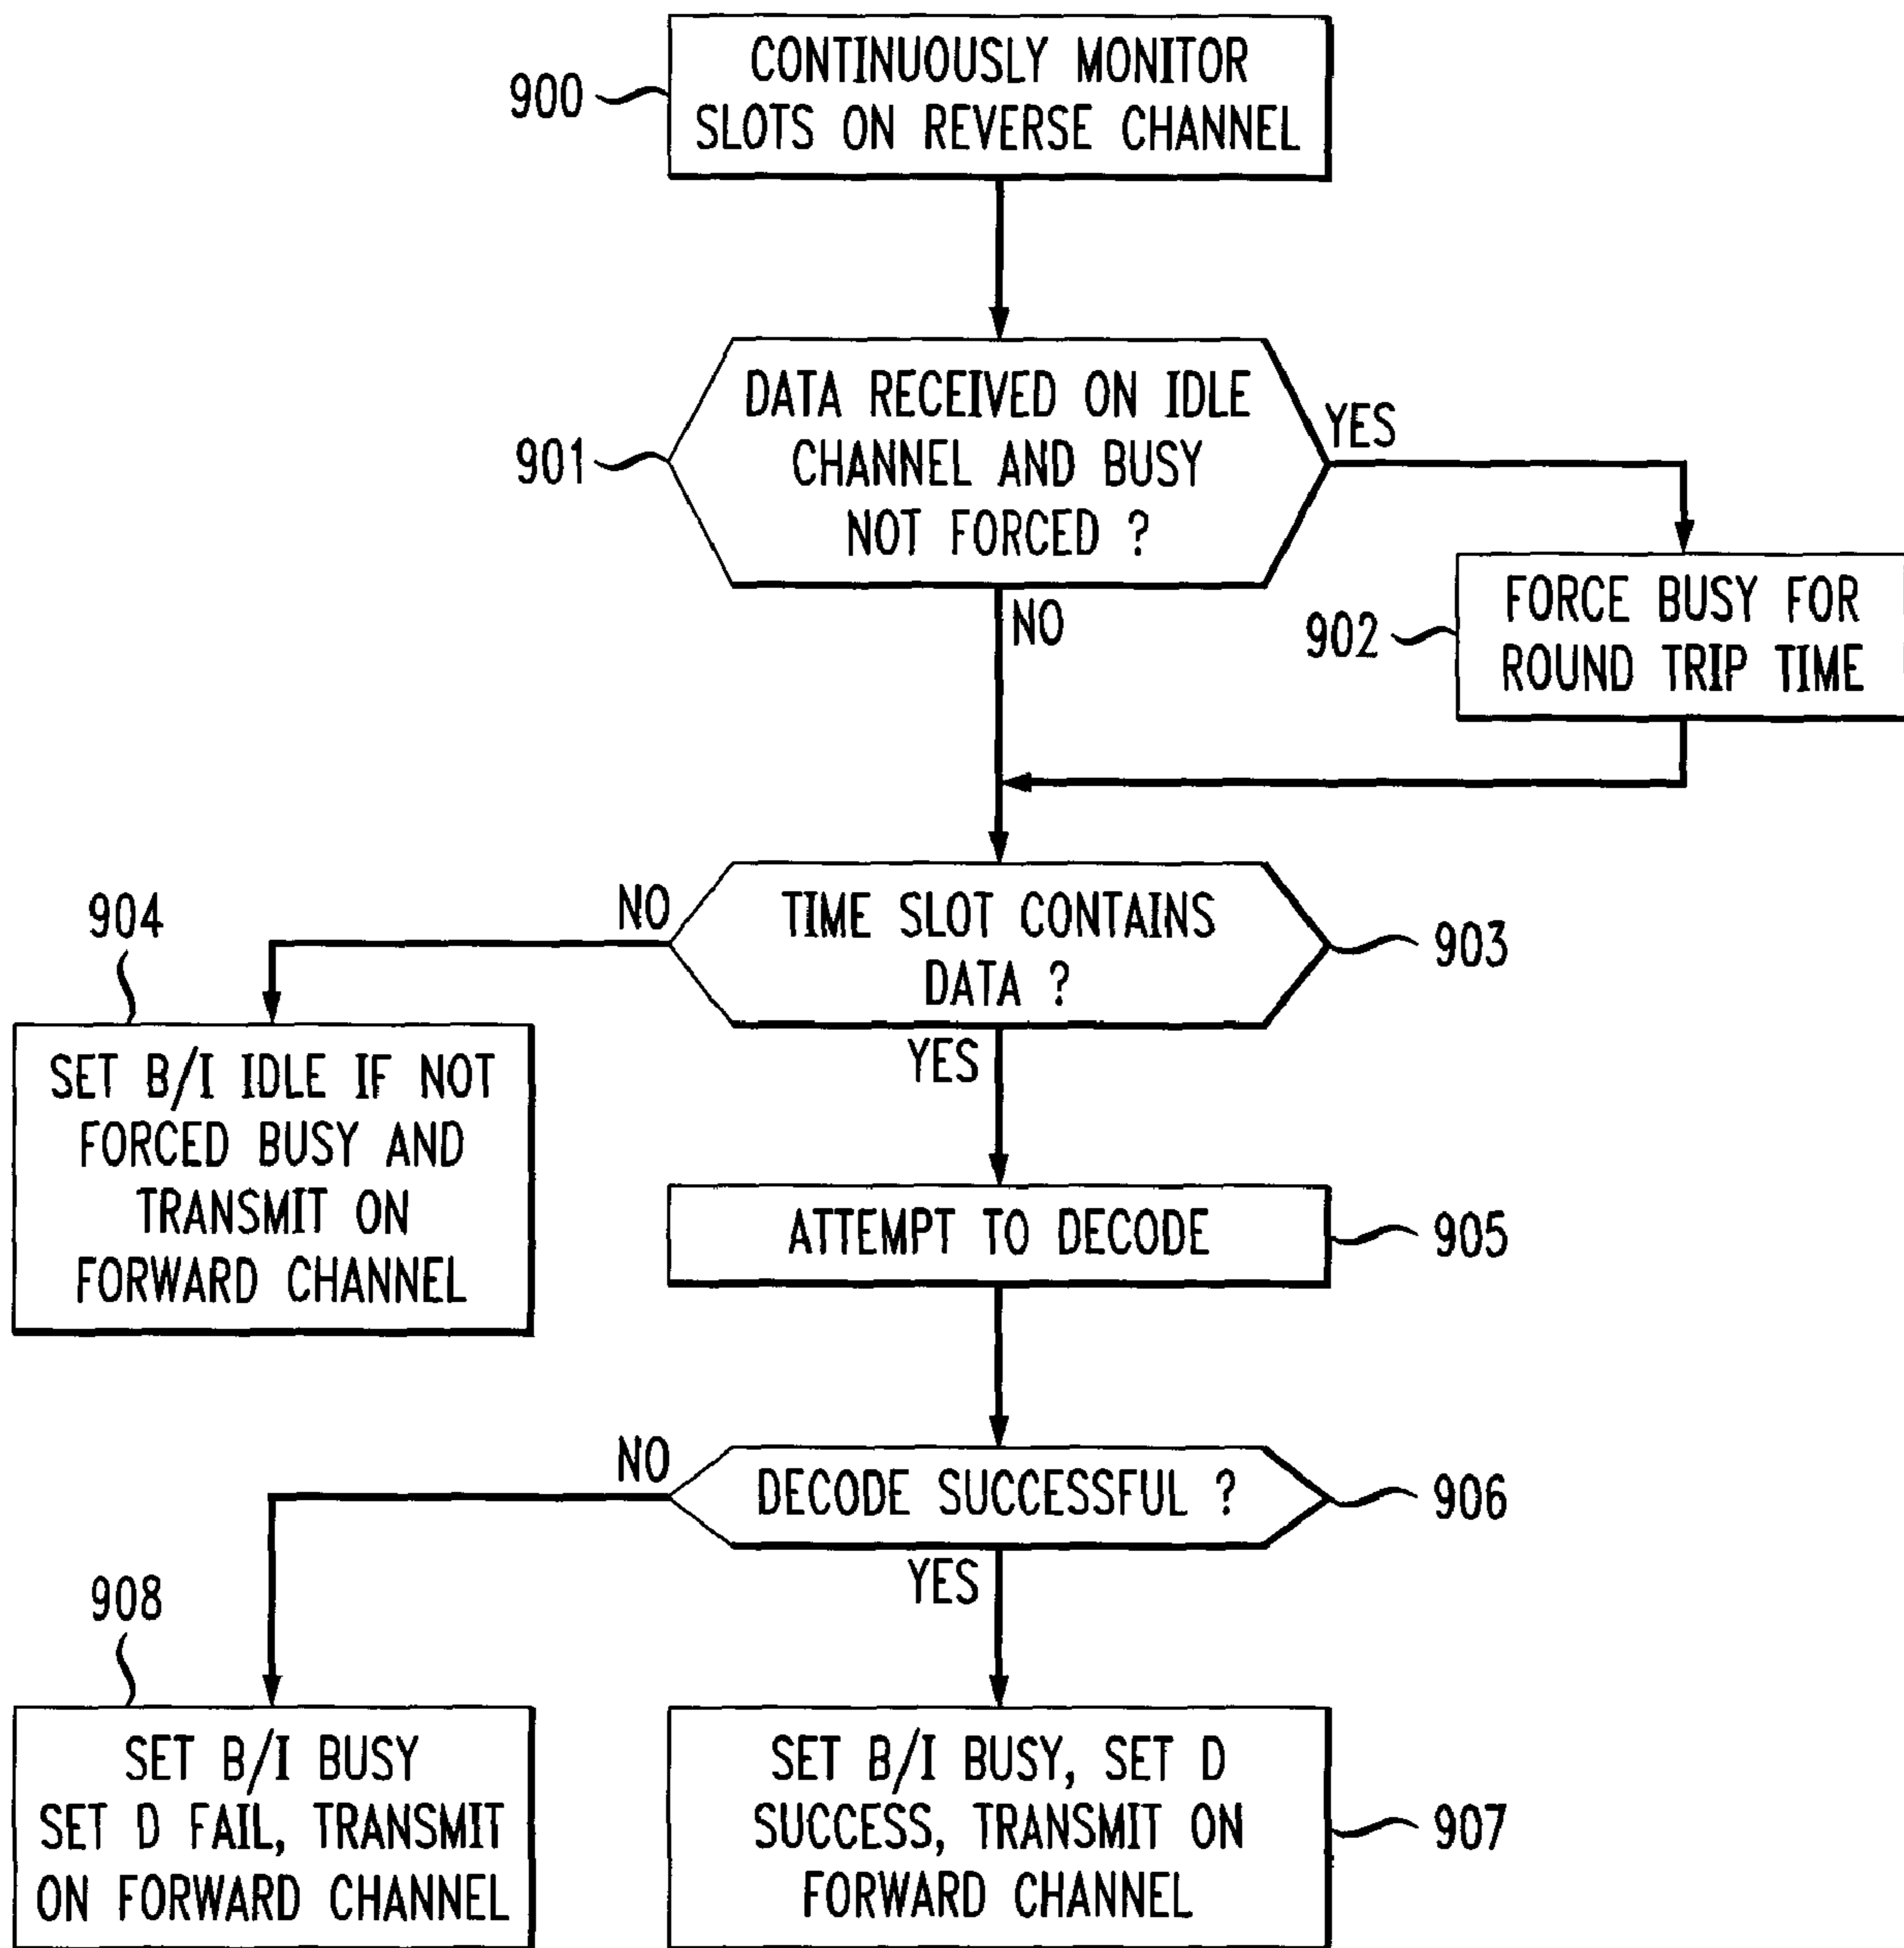 CONTINUOUSLY MONITOR
SLOTS ON REVERSE CHANNEL
900
DATA RECEIVED ON IDLE
CHANNEL AND BUSY
NOT FORCED ?
901
YES
NO
FORCE BUSY FOR
ROUND TRIP TIME
902
TIME SLOT CONTAINS
DATA ?
903
NO
YES
904
SET B/I IDLE IF NOT
FORCED BUSY AND
TRANSMIT ON
FORWARD CHANNEL
ATTEMPT TO DECODE
905
DECODE SUCCESSFUL ?
906
NO
YES
908
SET B/I BUSY
SET D FAIL, TRANSMIT
ON FORWARD CHANNEL
SET B/I BUSY, SET D
SUCCESS, TRANSMIT ON
FORWARD CHANNEL
907